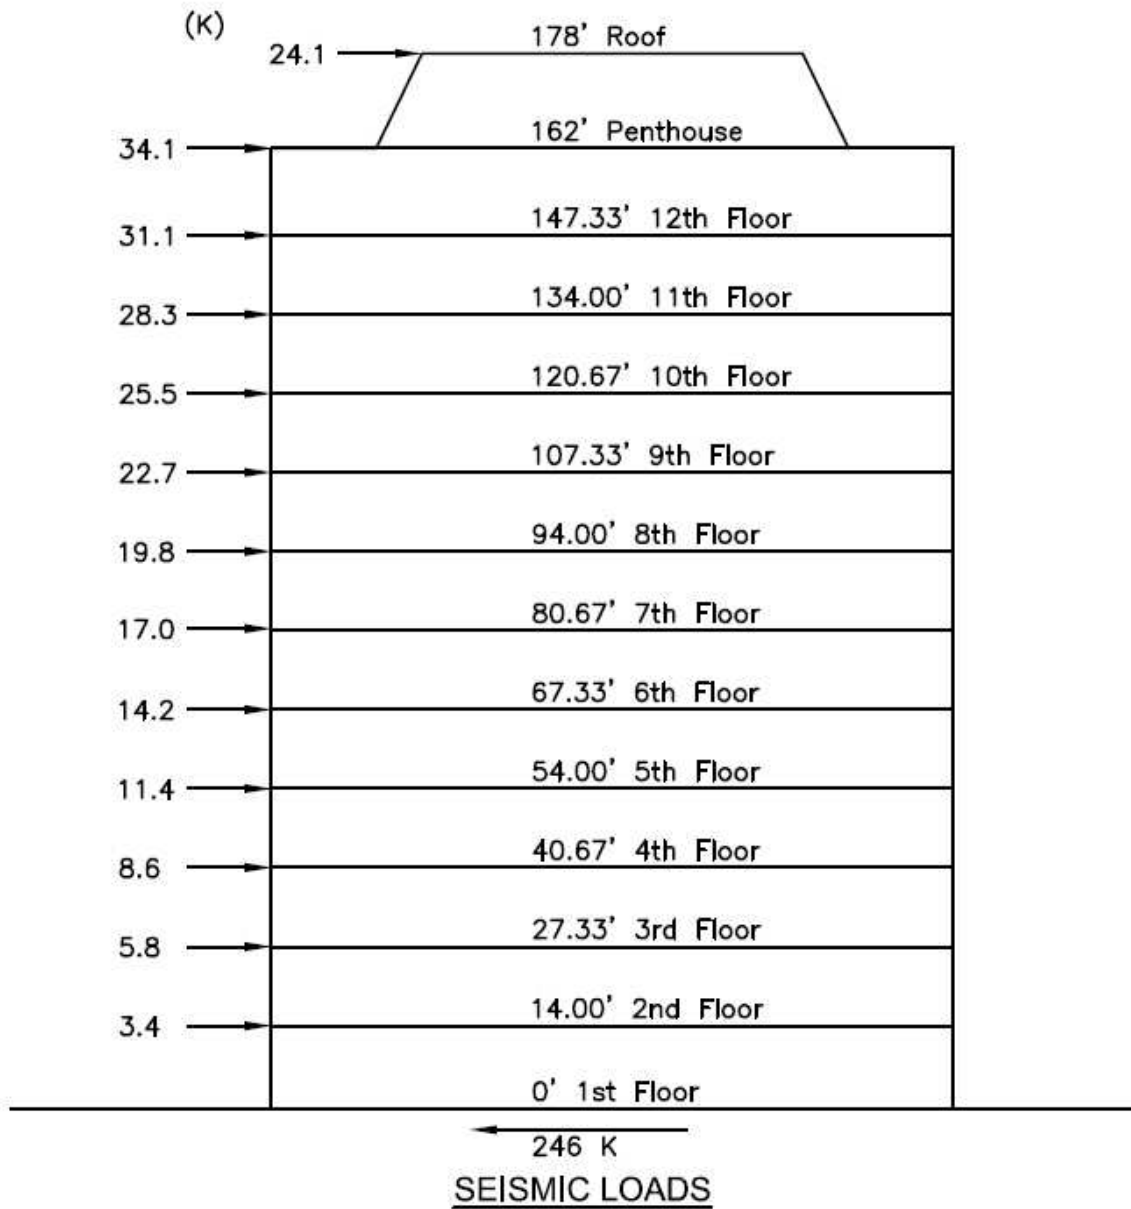 (K)
178' Roof
24.1
162' Penthouse
34.1
147.33' 12th Floor
31.1
134.00' 11th Floor
28.3
120.67' 10th Floor
25.5
107.33' 9th Floor
22.7
94.00' 8th Floor
19.8
80.67' 7th Floor
17.0
67.33' 6th Floor
14.2
54.00' 5th Floor
11.4
40.67' 4th Floor
8.6
27.33' 3rd Floor
5.8
14.00' 2nd Floor
3.4
0' 1st Floor
246 K
SEISMIC LOADS